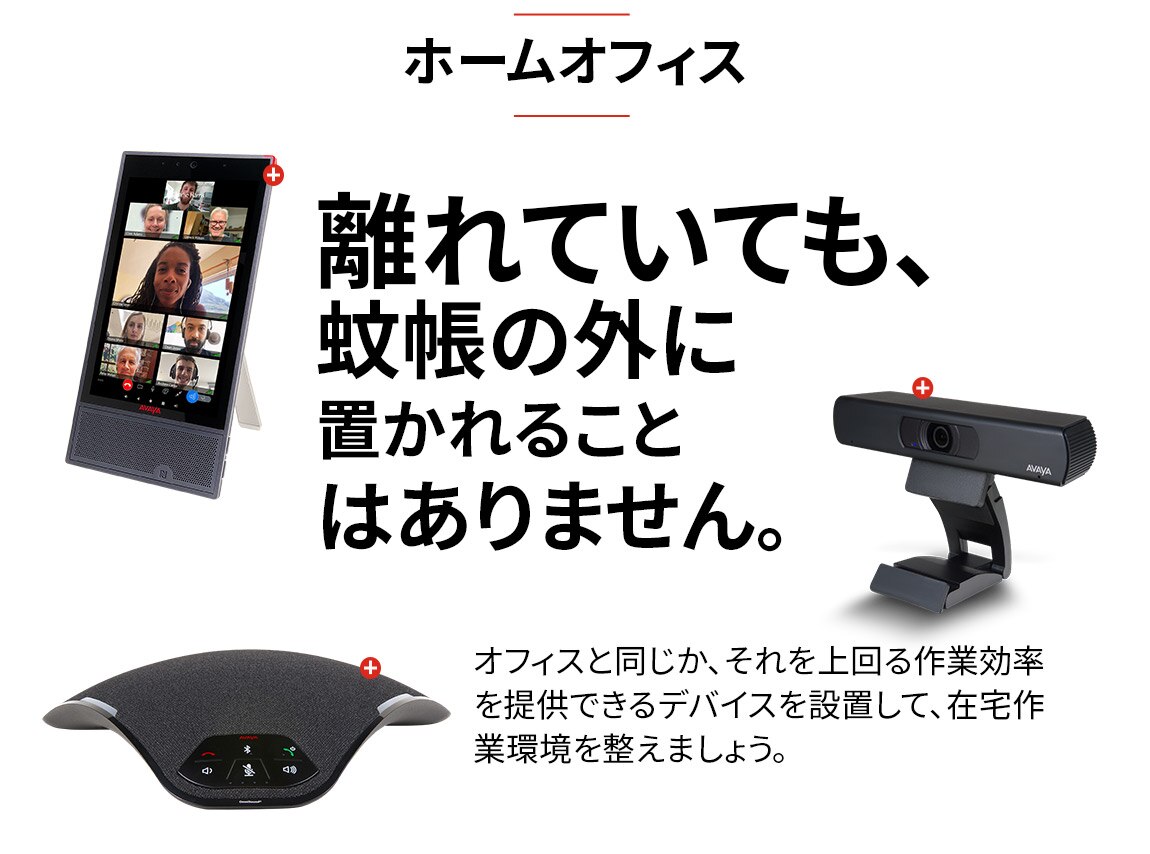 ホームオフィス
離れていても、
蚊帳の外に
置かれること
はありません。
AVAYA
AVAYA
オフィスと同じか、それを上回る作業効率
を提供できるデバイスを設置して、在宅作
業環境を整えましょう。
AVAYA